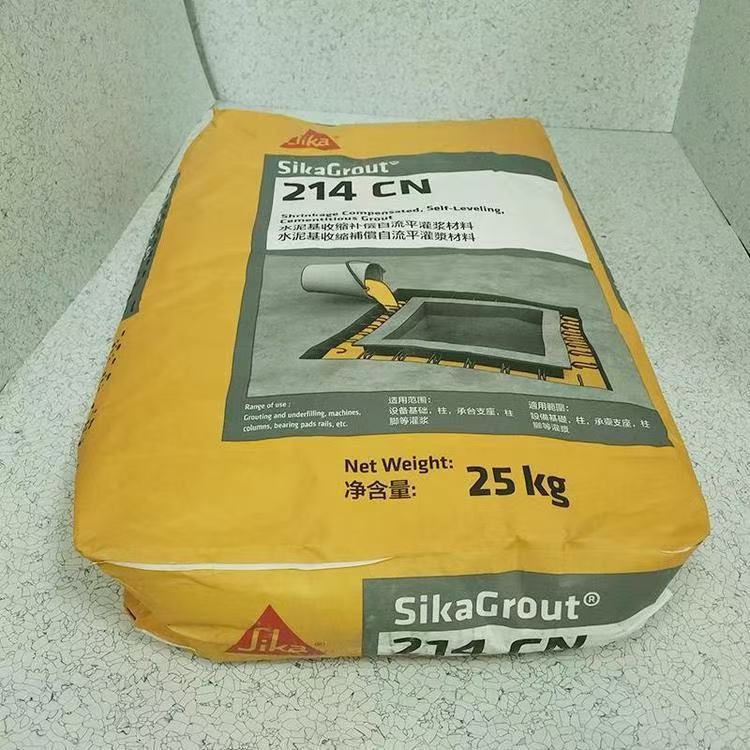 Sika
SikaGrout®
214 CN
Shrinkage Compensated, Self-Leveling,
Cementitious Grout
水泥基收缩补偿自流平灌浆材料
水泥基收縮補償自流平灌漿材料
Range of use :
Grouting and underfilling, machines,
columns, bearing pads rails, etc.
适用范围:
设备基础, 柱, 承台支座, 柱
脚等灌浆
適用範圍:
設備基礎, 柱, 承臺支座, 柱
腳等灌漿
Net Weight:
净含量:
25 kg
Sika
SikaGrout®
214 CN